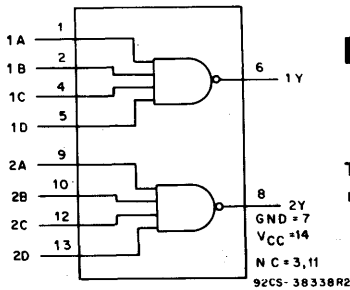 1A 1
1B 2
1C 4
1D 5
6 1Y
2A 9
2B 10
2C 12
2D 13
8 2Y
GND = 7
VCC = 14
NC = 3,11
92CS-38338R2